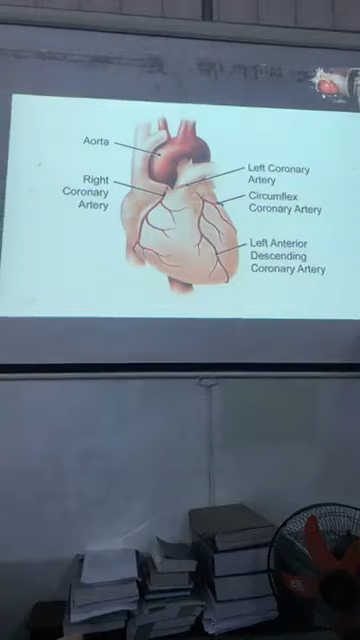 Aorta
Right
Coronary
Artery
Left Coronary
Artery
Circumflex
Coronary Artery
Left Anterior
Descending
Coronary Artery